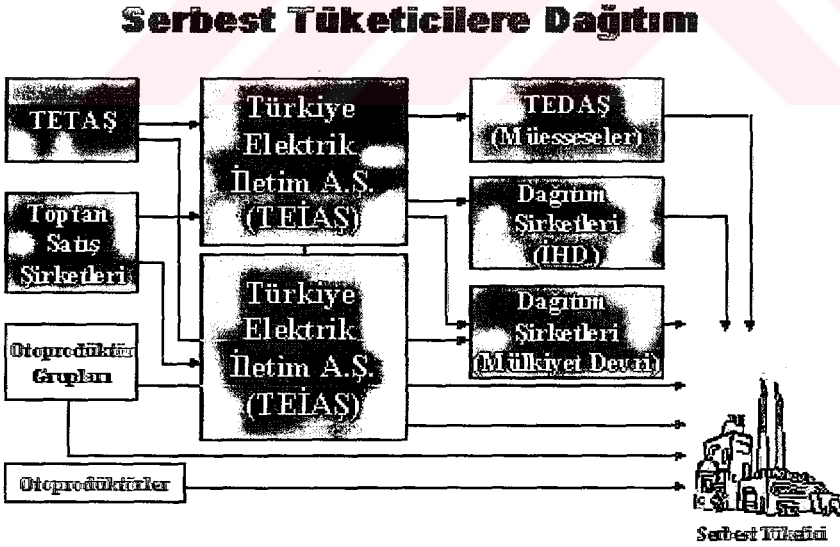 Serbest Tüketicilere Dağıtım
TETAŞ
Toptan
Satış
Şirketleri
Otoprodüktör
Grupları
Otoprodüktörler
Türkiye
Elektrik
İletim A.Ş.
(TEİAŞ)
Türkiye
Elektrik
İletim A.Ş.
(TEİAŞ)
TEDAŞ
(Müesseseler)
Dağıtım
Şirketleri
(İHD)
Dağıtım
Şirketleri
(Mülkiyet Devri)
Serbest Tüketici